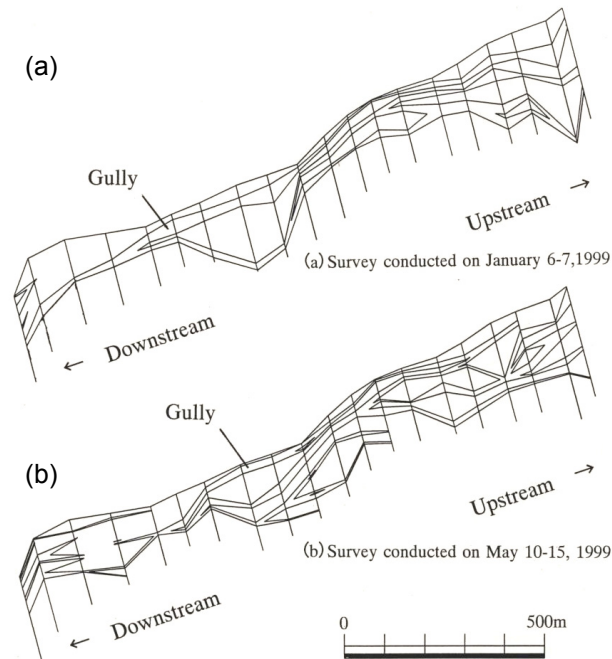 (a)
Gully
Upstream →
(a) Survey conducted on January 6-7,1999
← Downstream
Gully
(b)
Upstream →
(b) Survey conducted on May 10-15, 1999
← Downstream
0 500m